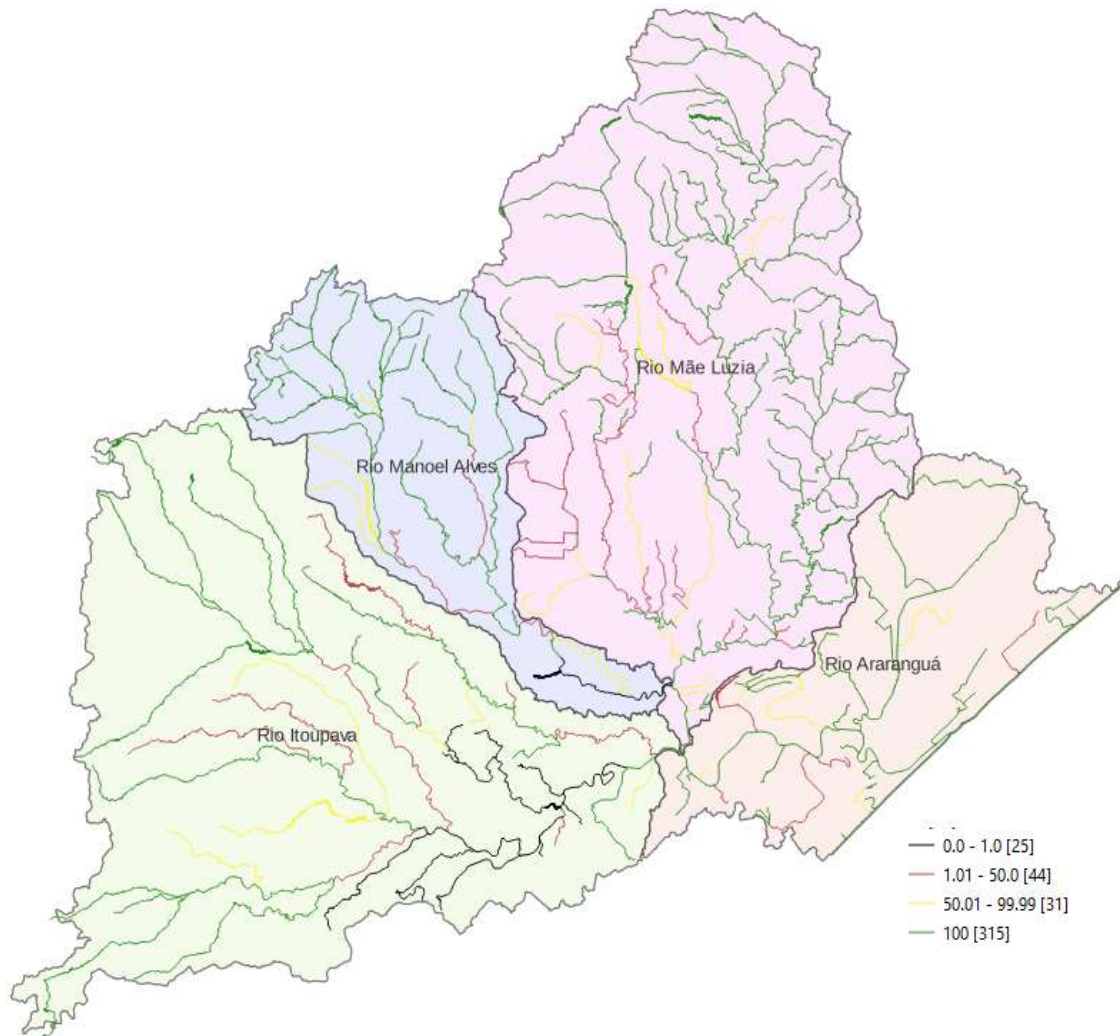 Rio Mãe Luzia
Rio Manoel Alves
Rio Araranguá
Rio Itoupava
0.0 - 1.0 [25]
1.01 - 50.0 [44]
50.01 - 99.99 [31]
100 [315]